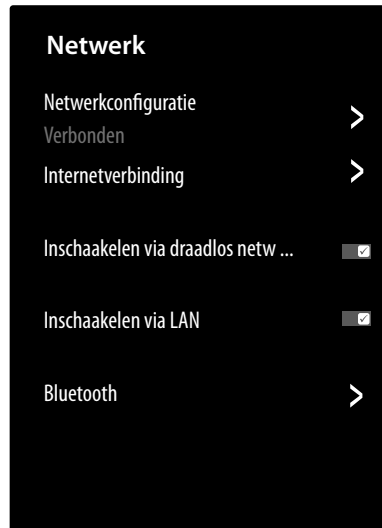 Netwerk
Netwerkconfiguratie
Verbonden
Internetverbinding
Inschaakelen via draadlos netw ...
Inschaakelen via LAN
Bluetooth